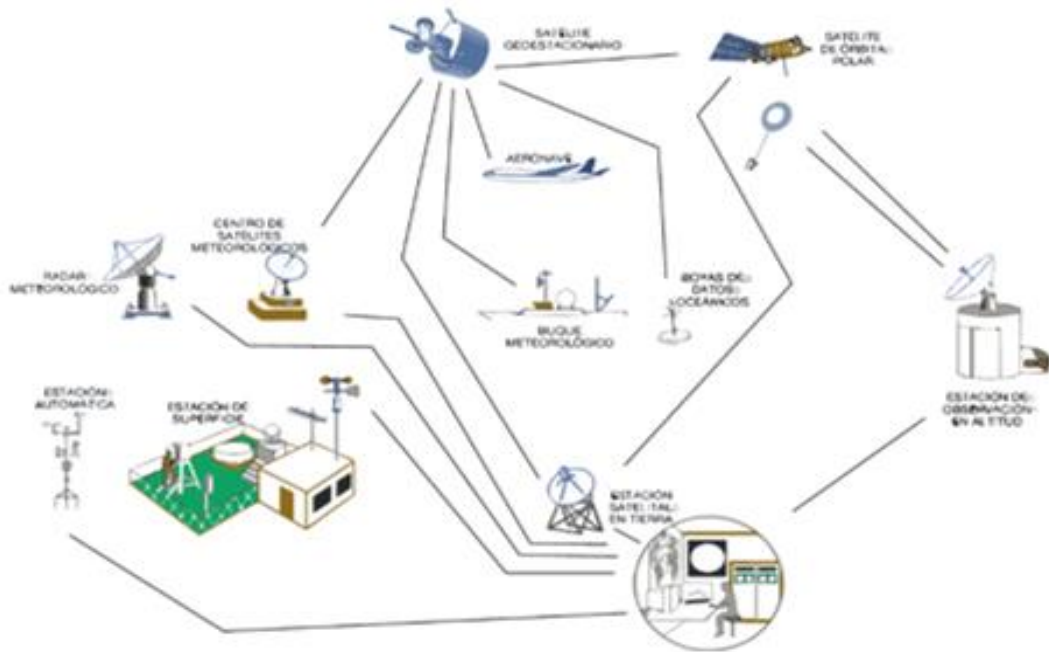 SATÉLITE
GEOESTACIONARIO
SATÉLITE
DE ÓRBITA
POLAR
AERONAVE
CENTRO DE
SATÉLITES
METEOROLÓGICOS
RADAR
METEOROLÓGICO
BUQUE
METEOROLÓGICO
BOYAS DE
DATOS
OCEÁNICOS
ESTACIÓN
AUTOMÁTICA
ESTACIÓN DE
SUPERFICIE
ESTACIÓN DE
OBSERVACIÓN
EN ALTITUD
ESTACIÓN
SATELITAL
EN TIERRA